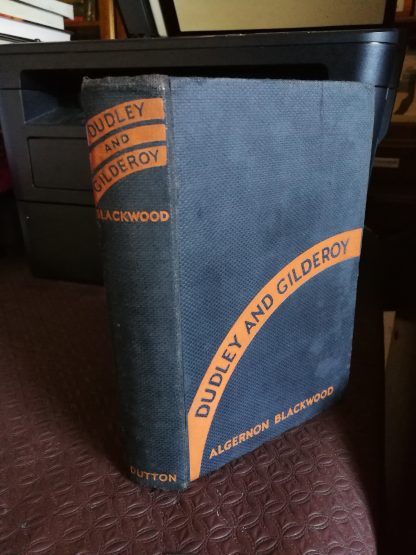 DUDLEY
AND
GILDEROY
BLACKWOOD
DUTTON
DUDLEY AND GILDEROY
ALGERNON BLACKWOOD